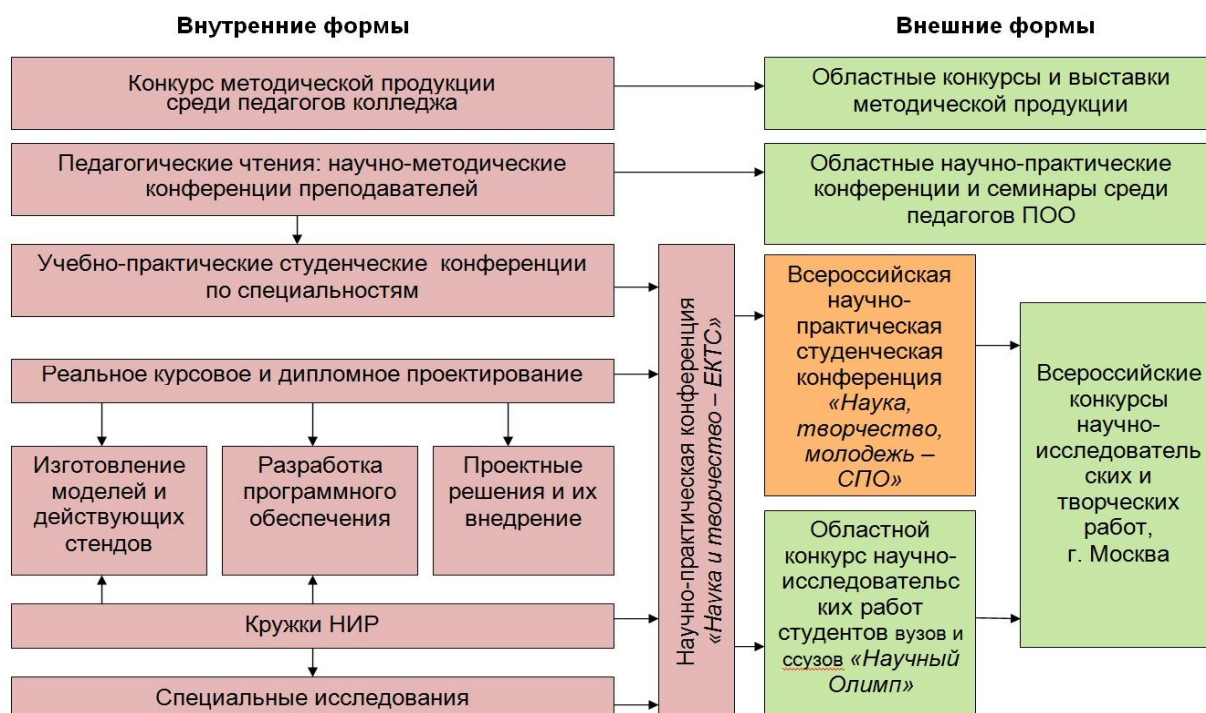 Внутренние формы
Внешние формы
Конкурс методической продукции
среди педагогов колледжа
Областные конкурсы и выставки
методической продукции
Педагогические чтения: научно-методические
конференции преподавателей
Областные научно-практические
конференции и семинары среди
педагогов ПОО
Учебно-практические студенческие конференции
по специальностям
Реальное курсовое и дипломное проектирование
Изготовление
моделей и
действующих
стендов
Разработка
программного
обеспечения
Проектные
решения и их
внедрение
Кружки НИР
Специальные исследования
Научно-практическая конференция
«Наука и творчество – ЕКТС»
Всероссийская
научно-
практическая
студенческая
конференция
«Наука,
творчество,
молодежь –
СПО»
Областной
конкурс научно-
исследовательс
ких работ
студентов вузов и
ссузов «Научный
Олимп»
Всероссийские
конкурсы
научно-
исследователь
ских и
творческих
работ,
г. Москва